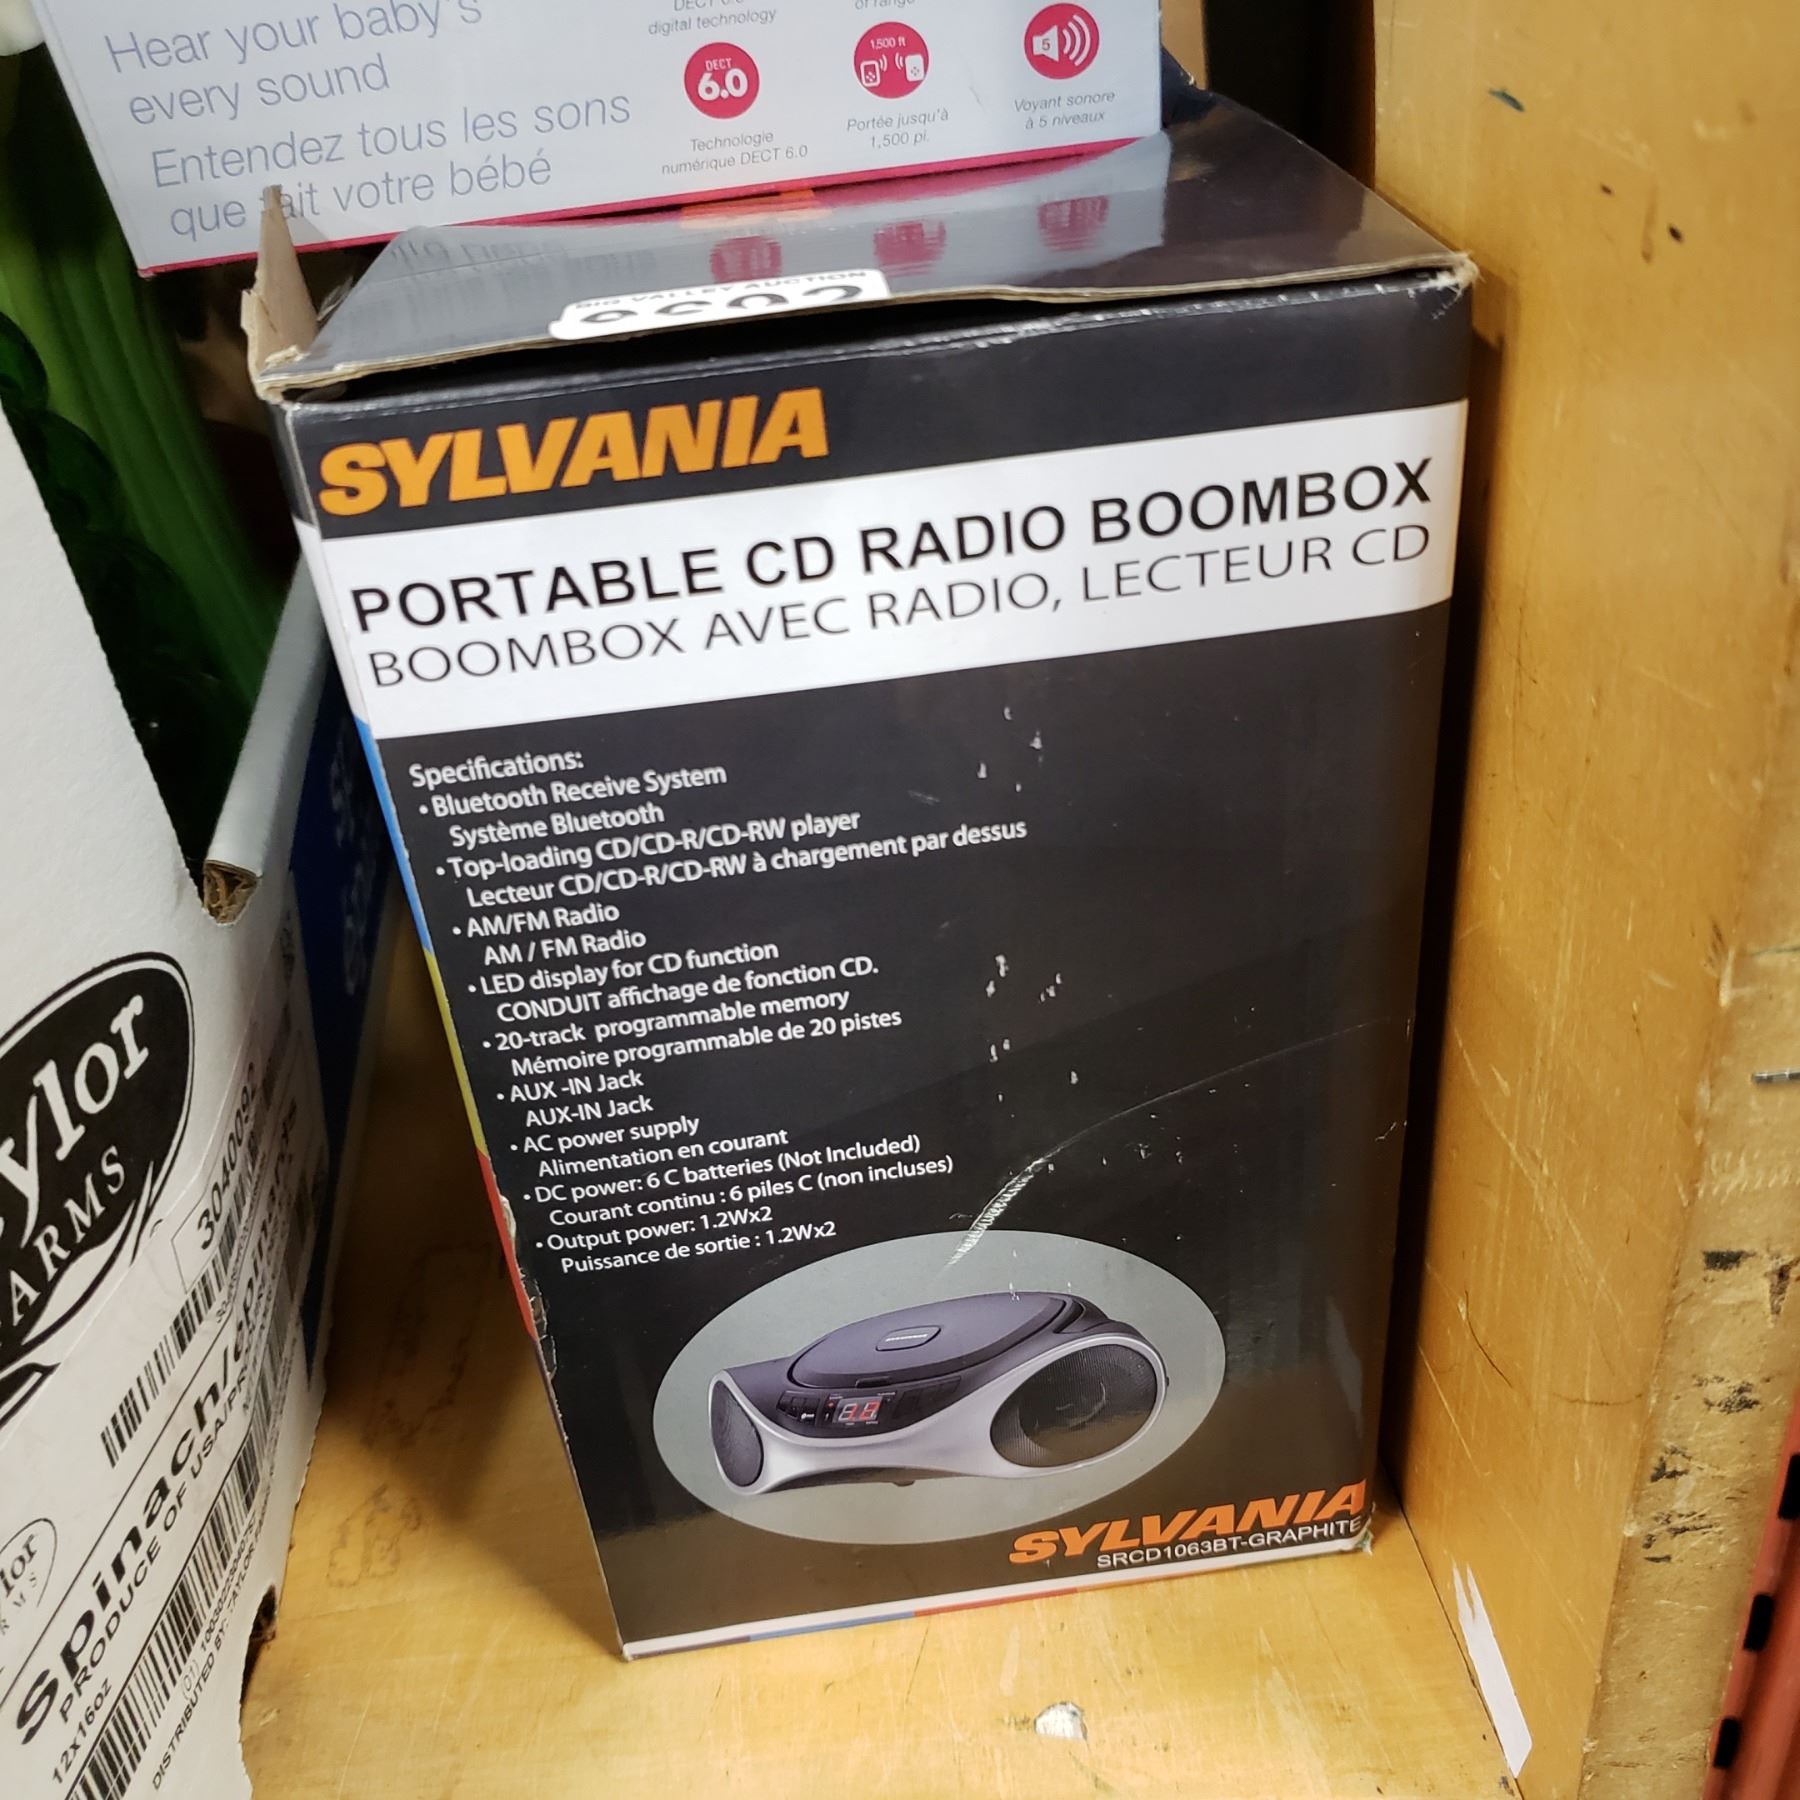 Hear your baby's
every sound
Entendez tous les sons
que fait votre bébé
digital technology
DECT
6.0
Technologie
numérique DECT 6.0
1,500 ft
Portée jusqu'à
1,500 pi.
5
Voyant sonore
à 5 niveaux
BIG VALLEY AUCTION
SYLVANIA
PORTABLE CD RADIO BOOMBOX
BOOMBOX AVEC RADIO, LECTEUR CD
Specifications:
• Bluetooth Receive System
Système Bluetooth
• Top-loading CD/CD-R/CD-RW player
Lecteur CD/CD-R/CD-RW à chargement par dessus
• AM/FM Radio
AM / FM Radio
• LED display for CD function
CONDUIT affichage de fonction CD.
• 20-track programmable memory
Mémoire programmable de 20 pistes
• AUX -IN Jack
AUX-IN Jack
• AC power supply
Alimentation en courant
• DC power: 6 C batteries (Not Included)
Courant continu : 6 piles C (non incluses)
• Output power: 1.2Wx2
Puissance de sortie : 1.2Wx2
SYLVANIA
SRCD1063BT-GRAPHITE
ylor
ARMS
Spinach/
PRODUCE OF USA/
12x16oz
DISTRIBUTED BY: